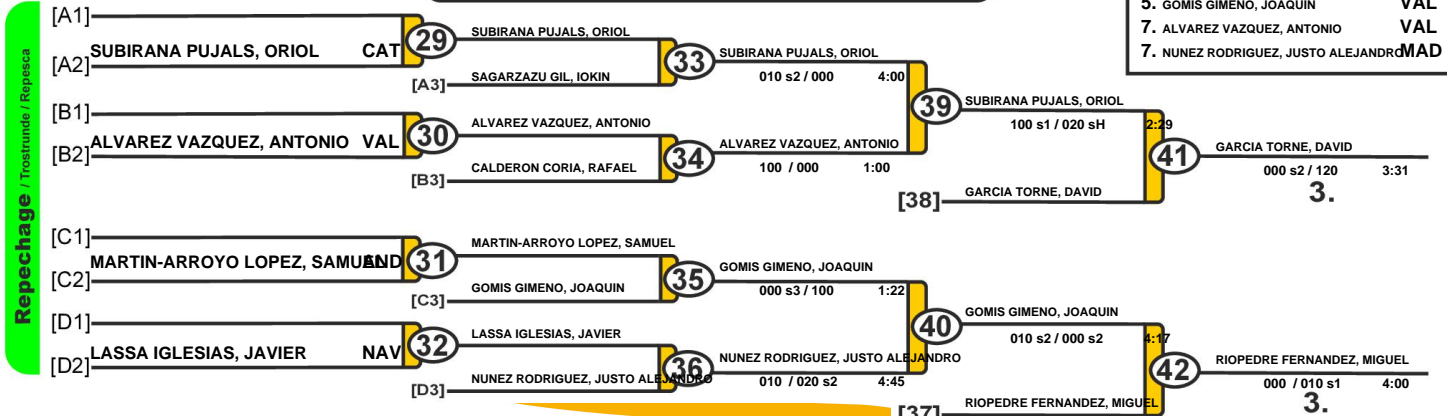 5. GOMIS GIMENO, JOAQUIN VAL
7. ALVAREZ VAZQUEZ, ANTONIO VAL
7. NUNEZ RODRIGUEZ, JUSTO ALEJANDRO MAD
Repechage / Trostrunde / Repesca
[A1]
[A2] SUBIRANA PUJALS, ORIOL CAT
29
SUBIRANA PUJALS, ORIOL
[A3] SAGARZAZU GIL, IOKIN
33
SUBIRANA PUJALS, ORIOL
010 s2 / 000 4:00
[B1]
[B2] ALVAREZ VAZQUEZ, ANTONIO VAL
30
ALVAREZ VAZQUEZ, ANTONIO
[B3] CALDERON CORIA, RAFAEL
34
ALVAREZ VAZQUEZ, ANTONIO
100 / 000 1:00
39
SUBIRANA PUJALS, ORIOL
100 s1 / 020 sH 2:29
[38] GARCIA TORNE, DAVID
41
GARCIA TORNE, DAVID
000 s2 / 120 3:31
3.
[C1]
[C2] MARTIN-ARROYO LOPEZ, SAMUEL AND
31
MARTIN-ARROYO LOPEZ, SAMUEL
[C3] GOMIS GIMENO, JOAQUIN
35
GOMIS GIMENO, JOAQUIN
000 s3 / 100 1:22
[D1]
[D2] LASSA IGLESIAS, JAVIER NAV
32
LASSA IGLESIAS, JAVIER
[D3] NUNEZ RODRIGUEZ, JUSTO ALEJANDRO
36
NUNEZ RODRIGUEZ, JUSTO ALEJANDRO
010 / 020 s2 4:45
40
GOMIS GIMENO, JOAQUIN
010 s2 / 000 s2 4:17
[37] RIOPEDRE FERNANDEZ, MIGUEL
42
RIOPEDRE FERNANDEZ, MIGUEL
000 / 010 s1 4:00
3.